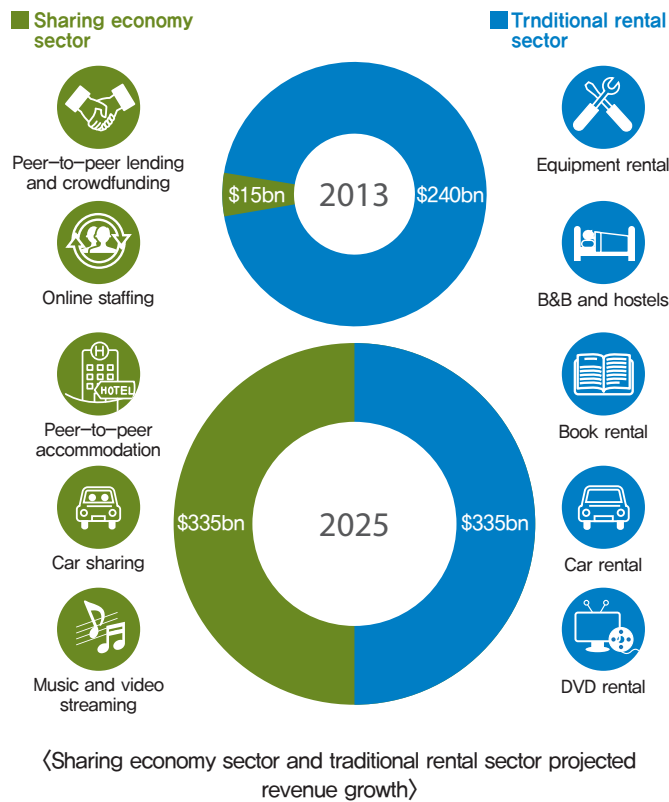 Sharing economy
sector
Trnditional rental
sector
Peer-to-peer lending
and crowdfunding
$15bn
2013
$240bn
Equipment rental
Online staffing
B&B and hostels
H
HOTEL
Peer-to-peer
accommodation
Book rental
$335bn
2025
$335bn
Car sharing
Car rental
Music and video
streaming
DVD rental
〈Sharing economy sector and traditional rental sector projected
revenue growth〉